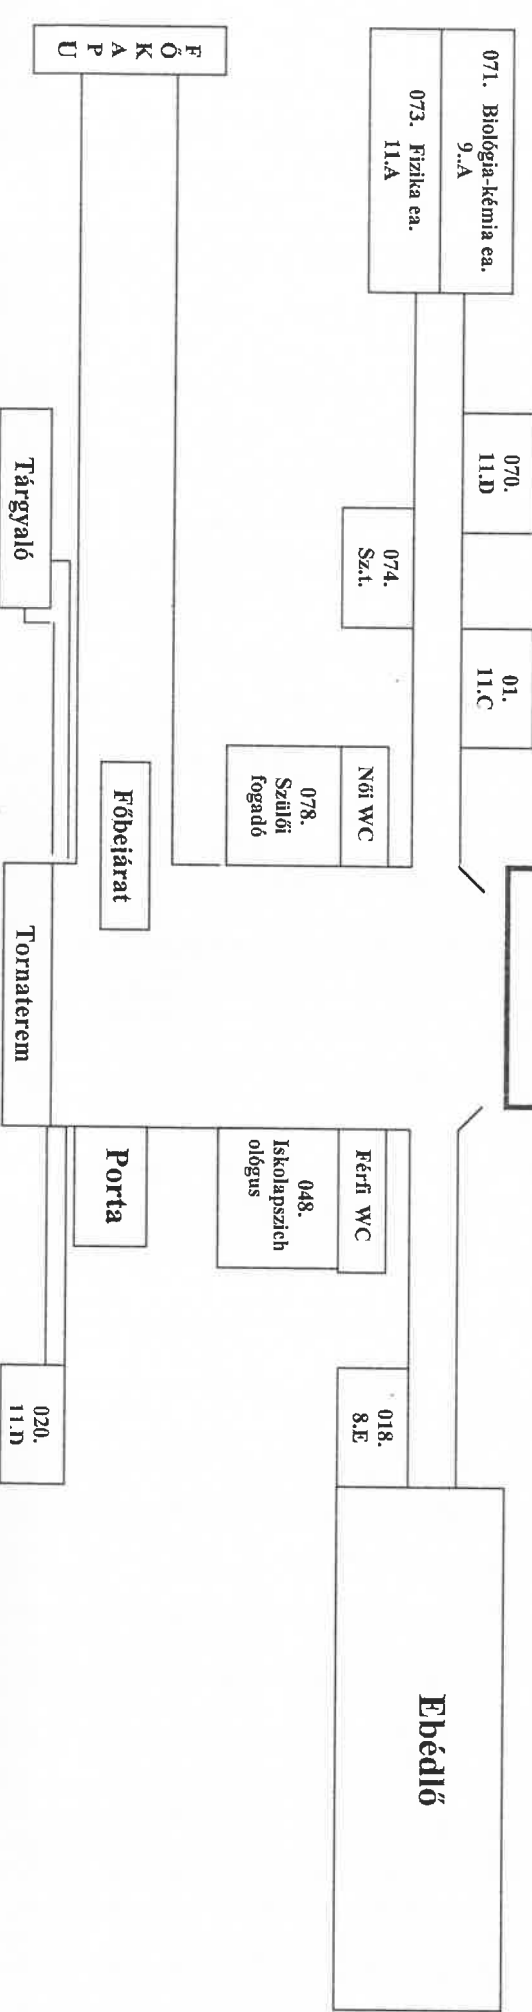 070.
11.D
01.
11.C
071. Biológia-kémia ea.
9..A
073. Fizika ea.
11.A
074.
Sz.t.
Női WC
078.
Szülői
fogadó
Férfi WC
048.
Iskolapszich
ológus
018.
8.E
Ebédlő
F
Ő
K
A
P
U
Főbejárat
Porta
Tárgyaló
Tornaterem
020.
11.D